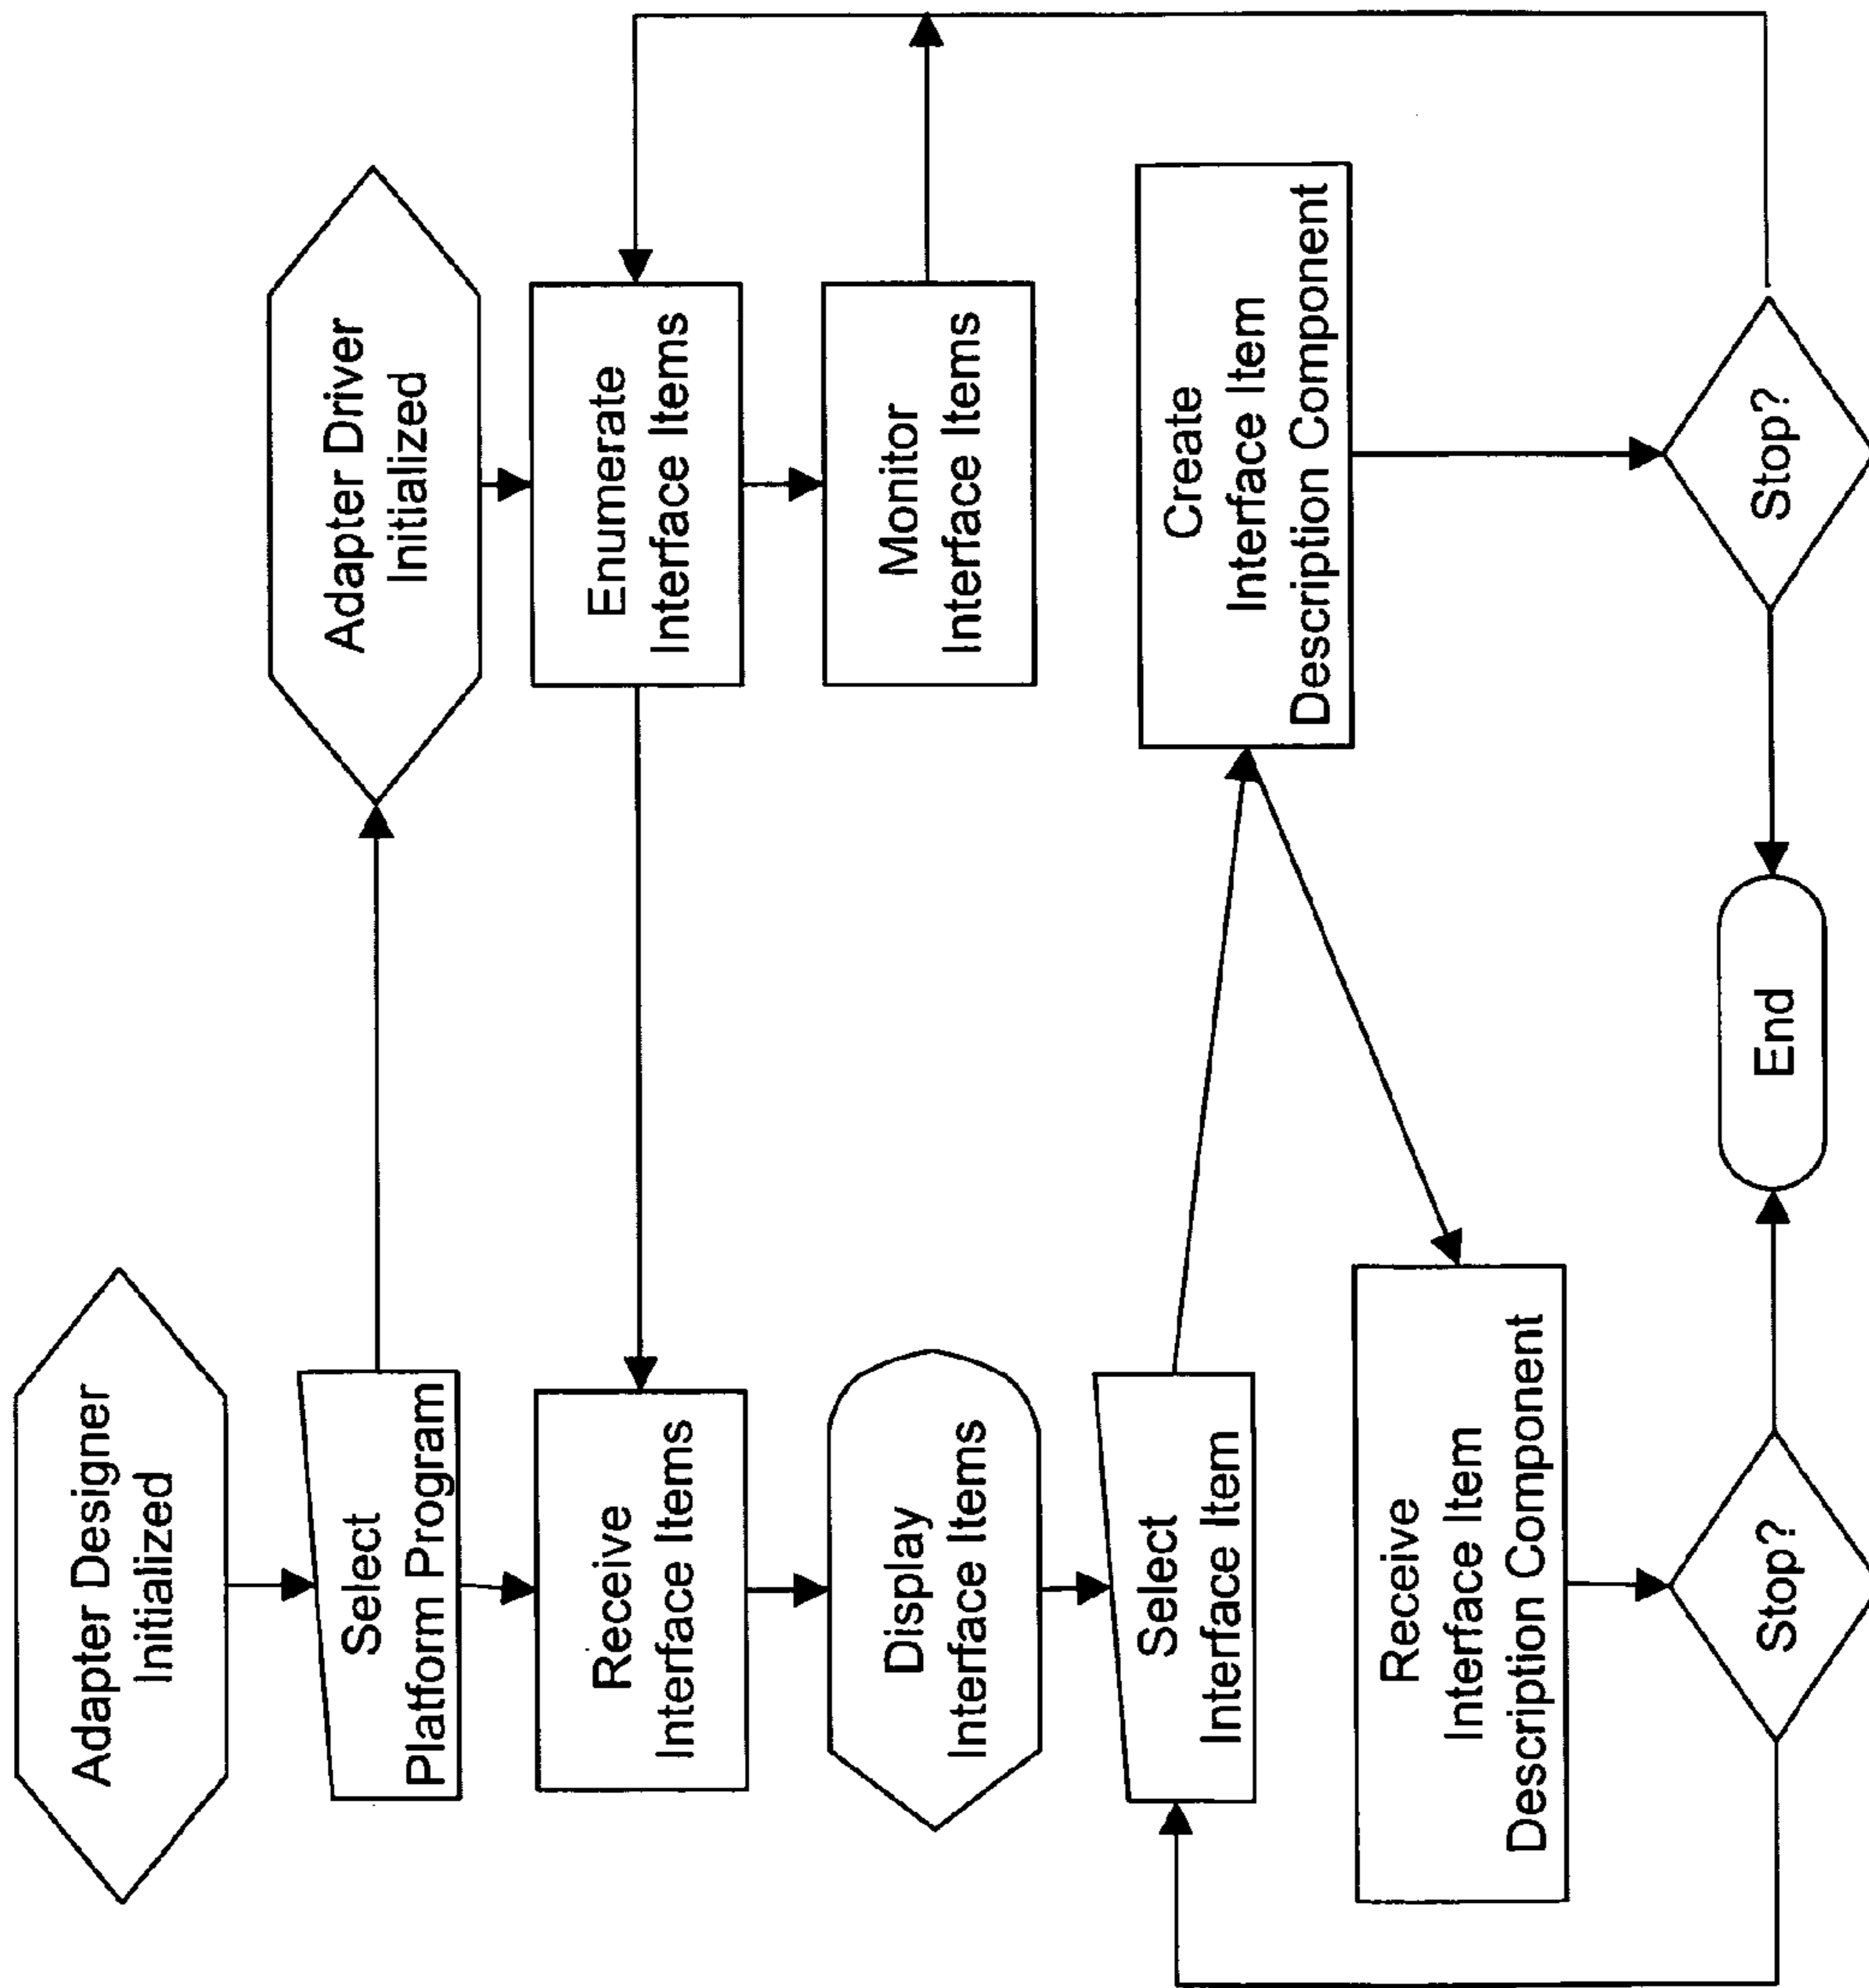 Adapter Designer
Initialized
Select
Platform Program
Receive
Interface Items
Display
Interface Items
Select
Interface Item
Receive
Interface Item
Description Component
Stop?
End
Adapter Driver
Initialized
Enumerate
Interface Items
Monitor
Interface Items
Create
Interface Item
Description Component
Stop?